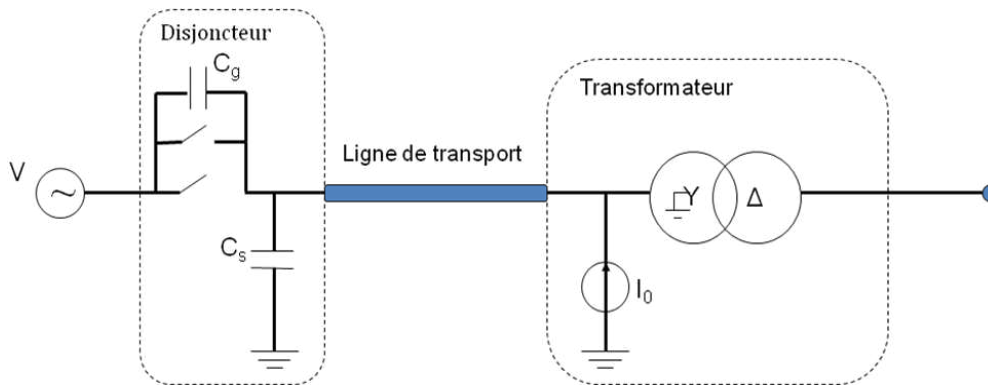 Disjoncteur
Cg
Transformateur
Ligne de transport
V
~
Y
Δ
Cs
I0